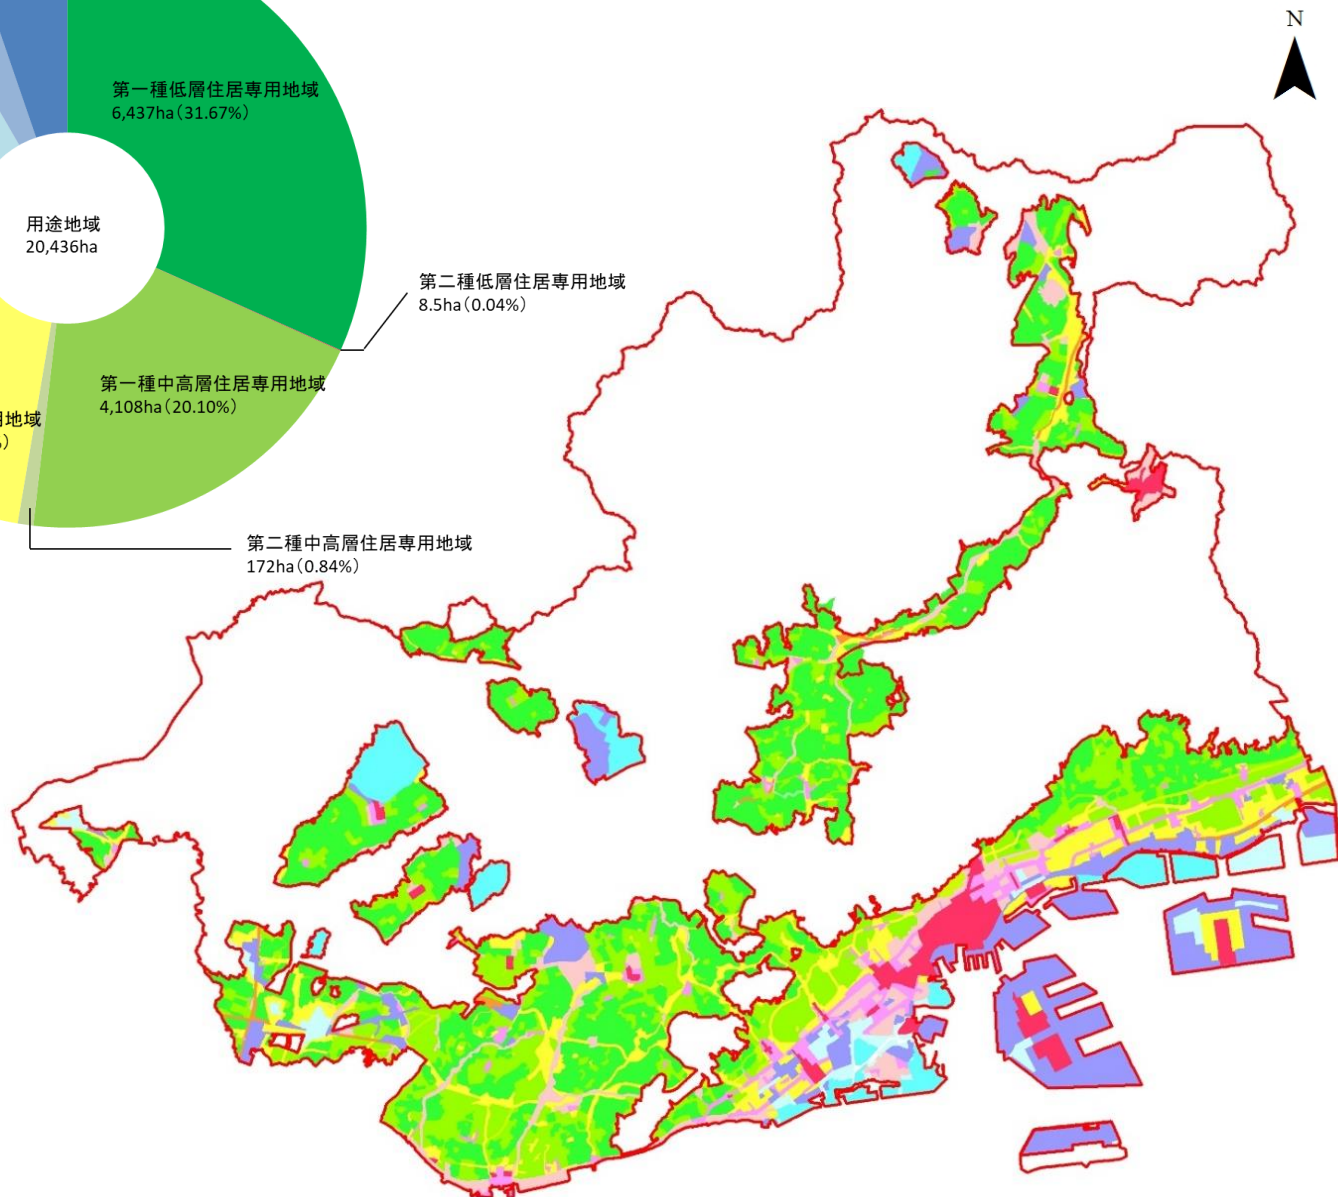 N
第一種低層住居専用地域
6,437ha(31.67%)
用途地域
20,436ha
第二種低層住居専用地域
8.5ha(0.04%)
第一種中高層住居専用地域
4,108ha(20.10%)
地域
)
第二種中高層住居専用地域
172ha(0.84%)